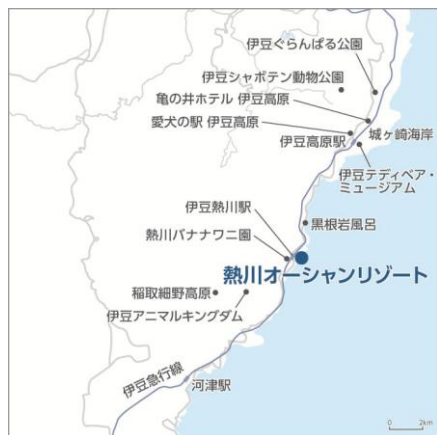 伊豆ぐらんぱる公園
伊豆シャボテン動物公園
亀の井ホテル 伊豆高原
愛犬の駅 伊豆高原
伊豆高原駅
城ヶ崎海岸
伊豆テディベア・
ミュージアム
伊豆熱川駅
黒根岩風呂
熱川バナナワニ園
熱川オーシャンリゾート
稲取細野高原
伊豆アニマルキングダム
伊豆急行線
河津駅
0 2km